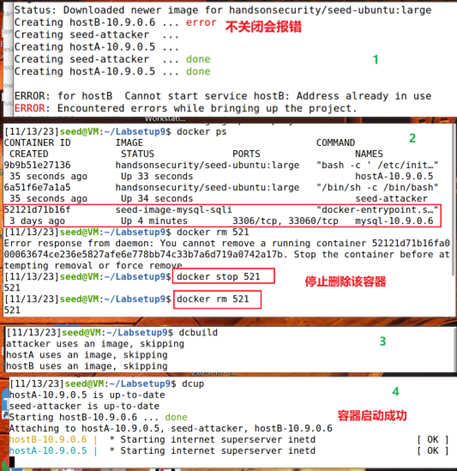 Status: Downloaded newer image for handsonsecurity/seed-ubuntu:large
Creating hostB-10.9.0.6 ... error
不关闭会报错
Creating seed-attacker ...
Creating hostA-10.9.0.5 ...
Creating seed-attacker ... done
1
Creating hostA-10.9.0.5 ... done
ERROR: for hostB Cannot start service hostB: Address already in use
ERROR: Encountered errors while bringing up the project.
[11/13/23]seed@VM:~/Labsetup9$ docker ps
2
CONTAINER ID IMAGE COMMAND
CREATED STATUS PORTS NAMES
9b9b51e27136 handsonsecurity/seed-ubuntu:large "bash -c ' /etc/init…"
35 seconds ago Up 33 seconds hostA-10.9.0.5
6a51f6e7a1a5 handsonsecurity/seed-ubuntu:large "/bin/sh -c /bin/bash"
35 seconds ago Up 34 seconds seed-attacker
52121d71b16f seed-image-mysql-sqli "docker-entrypoint.s…"
3 days ago Up 4 minutes 3306/tcp, 33060/tcp mysql-10.9.0.6
[11/13/23]seed@VM:~/Labsetup9$ docker rm 521
Error response from daemon: You cannot remove a running container 52121d71b16fa0
00063674ce236e5827afe6e778bb74c33b7a6d719a0742a17b. Stop the container before at
tempting removal or force remove
[11/13/23]seed@VM:~/Labsetup9$ docker stop 521
停止删除该容器
521
[11/13/23]seed@VM:~/Labsetup9$ docker rm 521
521
[11/13/23]seed@VM:~/Labsetup9$ dcbuild
3
attacker uses an image, skipping
hostA uses an image, skipping
hostB uses an image, skipping
[11/13/23]seed@VM:~/Labsetup9$ dcup
4
hostA-10.9.0.5 is up-to-date
seed-attacker is up-to-date
Starting hostB-10.9.0.6 ... done
容器启动成功
Attaching to hostA-10.9.0.5, seed-attacker, hostB-10.9.0.6
hostB-10.9.0.6 | * Starting internet superserver inetd [ OK ]
hostA-10.9.0.5 | * Starting internet superserver inetd [ OK ]